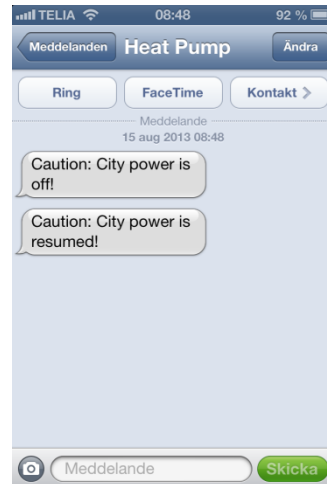 TELIA 08:48 92 %
Meddelanden Heat Pump Ändra
Ring FaceTime Kontakt
Meddelande
15 aug 2013 08:48
Caution: City power is
off!
Caution: City power is
resumed!
Meddelande Skicka